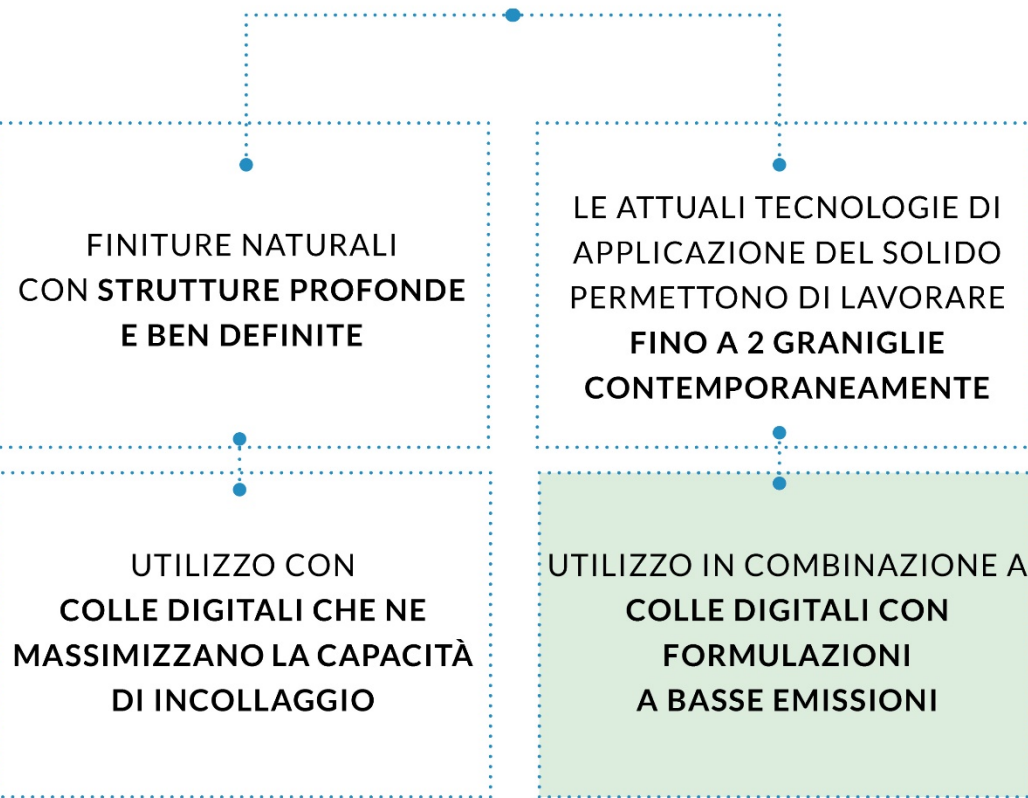 FINITURE NATURALI
CON STRUTTURE PROFONDE
E BEN DEFINITE
LE ATTUALI TECNOLOGIE DI
APPLICAZIONE DEL SOLIDO
PERMETTONO DI LAVORARE
FINO A 2 GRANIGLIE
CONTEMPORANEAMENTE
UTILIZZO CON
COLLE DIGITALI CHE NE
MASSIMIZZANO LA CAPACITÀ
DI INCOLLAGGIO
UTILIZZO IN COMBINAZIONE A
COLLE DIGITALI CON
FORMULAZIONI
A BASSE EMISSIONI